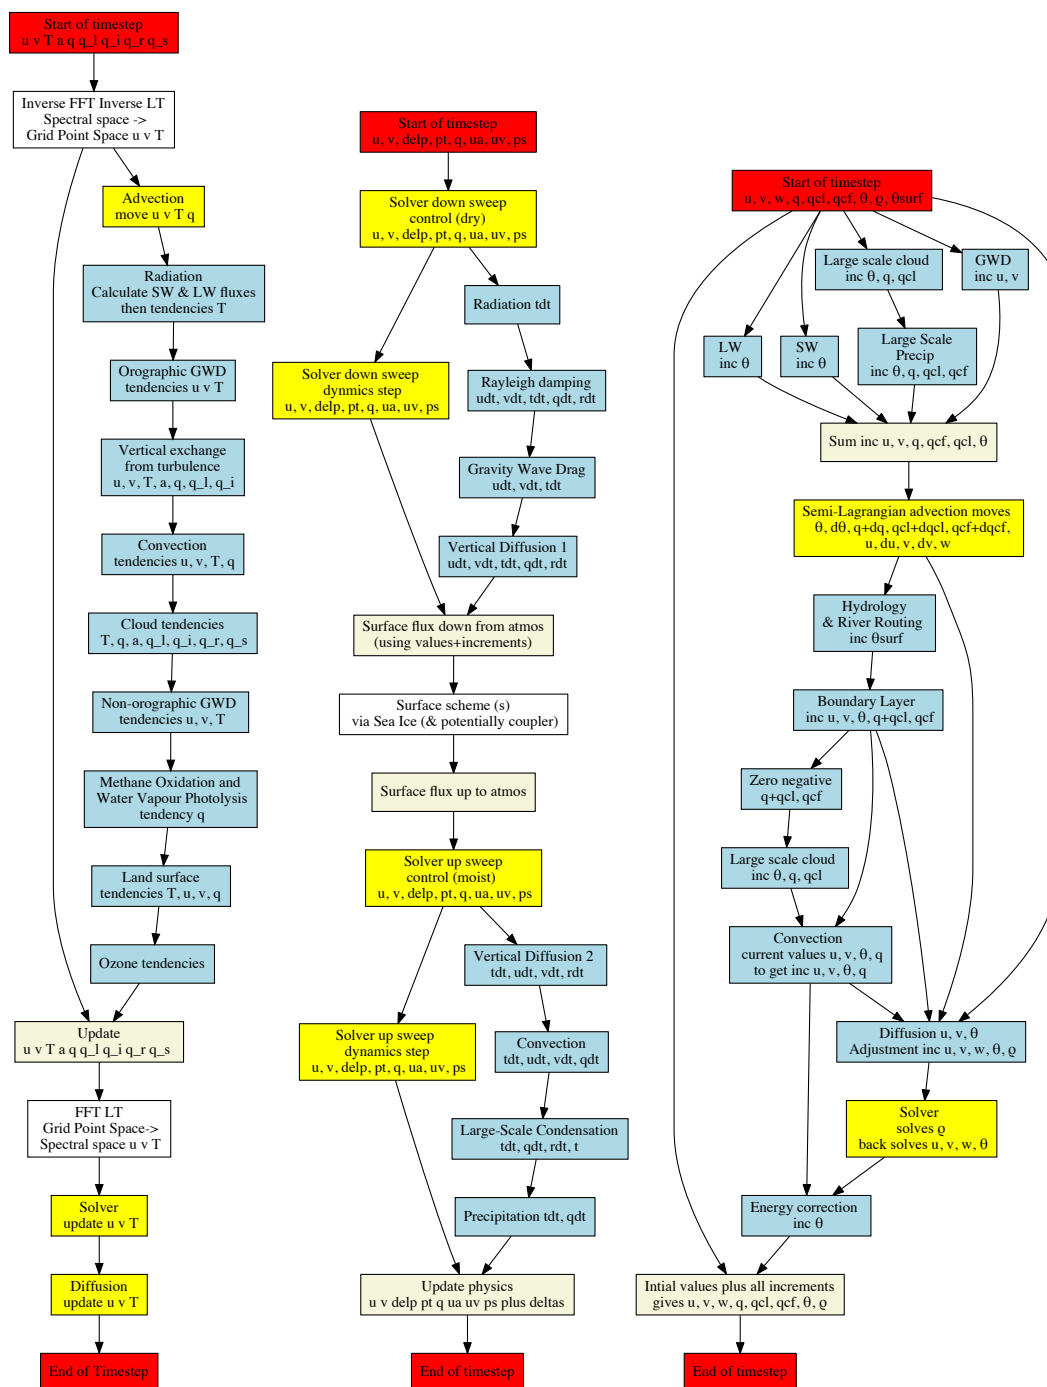 Start of timestep
u v T a q q_l q_i q_r q_s
Inverse FFT Inverse LT
Spectral space ->
Grid Point Space u v T
Advection
move u v T q
Radiation
Calculate SW & LW fluxes
then tendencies T
Orographic GWD
tendencies u v T
Vertical exchange
from turbulence
u, v, T, a, q, q_l, q_i
Convection
tendencies u, v, T, q
Cloud tendencies
T, q, a, q_l, q_i, q_r, q_s
Non-orographic GWD
tendencies u, v, T
Methane Oxidation and
Water Vapour Photolysis
tendency q
Land surface
tendencies T, u, v, q
Ozone tendencies
Update
u v T a q q_l q_i q_r q_s
FFT LT
Grid Point Space->
Spectral space u v T
Solver
update u v T
Diffusion
update u v T
End of Timestep
Start of timestep
u, v, delp, pt, q, ua, uv, ps
Solver down sweep
control (dry)
u, v, delp, pt, q, ua, uv, ps
Radiation tdt
Solver down sweep
dynmics step
u, v, delp, pt, q, ua, uv, ps
Rayleigh damping
udt, vdt, tdt, qdt, rdt
Gravity Wave Drag
udt, vdt, tdt
Vertical Diffusion 1
udt, vdt, tdt, qdt, rdt
Surface flux down from atmos
(using values+increments)
Surface scheme (s)
via Sea Ice (& potentially coupler)
Surface flux up to atmos
Solver up sweep
control (moist)
u, v, delp, pt, q, ua, uv, ps
Vertical Diffusion 2
tdt, udt, vdt, rdt
Solver up sweep
dynamics step
u, v, delp, pt, q, ua, uv, ps
Convection
tdt, udt, vdt, qdt
Large-Scale Condensation
tdt, qdt, rdt, t
Precipitation tdt, qdt
Update physics
u v delp pt q ua uv ps plus deltas
End of timestep
Start of timestep
u, v, w, q, qcl, qcf, θ, ϱ, θsurf
Large scale cloud
inc θ, q, qcl
GWD
inc u, v
LW
inc θ
SW
inc θ
Large Scale
Precip
inc θ, q, qcl, qcf
Sum inc u, v, q, qcf, qcl, θ
Semi-Lagrangian advection moves
θ, dθ, q+dq, qcl+dqcl, qcf+dqcf,
u, du, v, dv, w
Hydrology
& River Routing
inc θsurf
Boundary Layer
inc u, v, θ, q+qcl, qcf
Zero negative
q+qcl, qcf
Large scale cloud
inc θ, q, qcl
Convection
current values u, v, θ, q
to get inc u, v, θ, q
Diffusion u, v, θ
Adjustment inc u, v, w, θ, ϱ
Solver
solves ϱ
back solves u, v, w, θ
Energy correction
inc θ
Intial values plus all increments
gives u, v, w, q, qcl, qcf, θ, ϱ
End of timestep